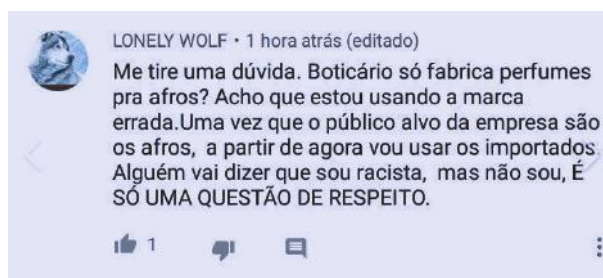 LONELY WOLF • 1 hora atrás (editado)
Me tire uma dúvida. Boticário só fabrica perfumes
pra afros? Acho que estou usando a marca
errada.Uma vez que o público alvo da empresa são
os afros, a partir de agora vou usar os importados.
Alguém vai dizer que sou racista, mas não sou, É
SÓ UMA QUESTÃO DE RESPEITO.
1